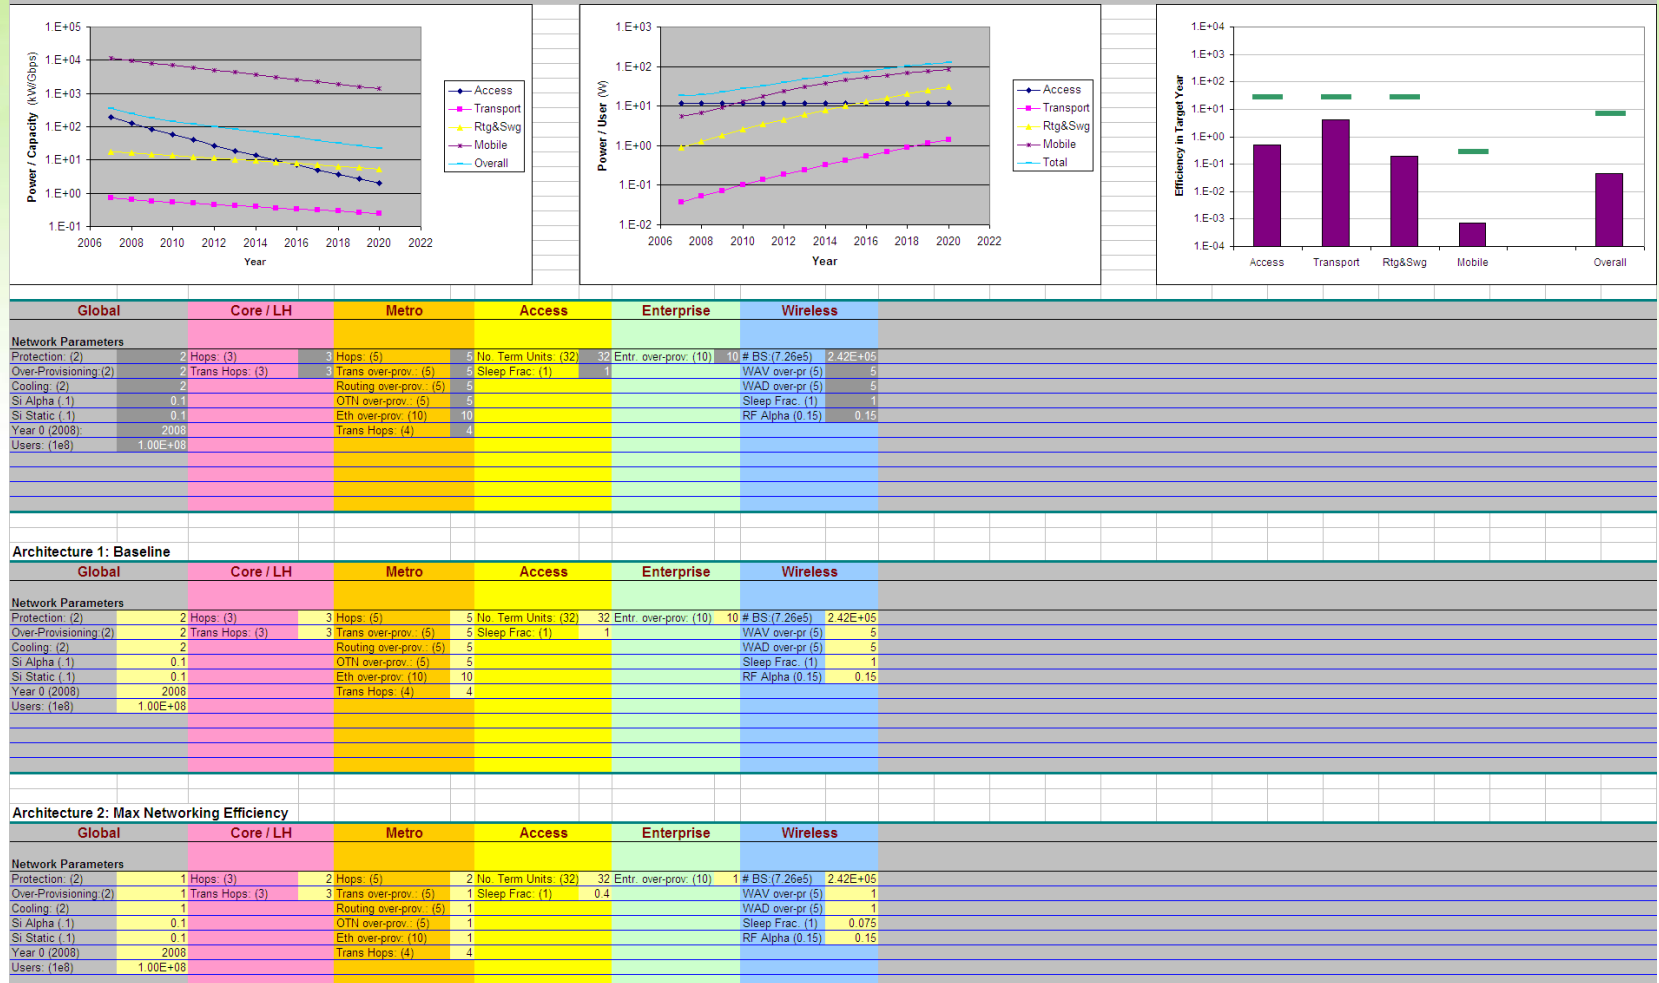 1.E+05
1.E+04
1.E+03
1.E+02
1.E+01
1.E+00
1.E-01
Power / Capacity (kW/Gbps)
2006 2008 2010 2012 2014 2016 2018 2020 2022
Year
Access
Transport
Rtg&Swg
Mobile
Overall
1.E+03
1.E+02
1.E+01
1.E+00
1.E-01
1.E-02
Power / User (W)
2006 2008 2010 2012 2014 2016 2018 2020 2022
Year
Access
Transport
Rtg&Swg
Mobile
Total
1.E+04
1.E+03
1.E+02
1.E+01
1.E+00
1.E-01
1.E-02
1.E-03
1.E-04
Efficiency in Target Year
Access Transport Rtg&Swg Mobile Overall
Global Core / LH Metro Access Enterprise Wireless
Network Parameters
Protection: (2) 2 Hops: (3) 3 Hops: (5) 5 No. Term Units: (32) 32 Entr. over-prov: (10) 10 # BS:(7.26e5) 2.42E+05
Over-Provisioning:(2) 2 Trans Hops: (3) 3 Trans over-prov.: (5) 5 Sleep Frac: (1) 1 WAV over-pr (5) 5
Cooling: (2) 2 Routing over-prov.: (5) 5 WAD over-pr (5) 5
Si Alpha (.1) 0.1 OTN over-prov.: (5) 5 Sleep Frac. (1) 1
Si Static (.1) 0.1 Eth over-prov: (10) 10 RF Alpha (0.15) 0.15
Year 0 (2008): 2008 Trans Hops: (4) 4
Users: (1e8) 1.00E+08
Architecture 1: Baseline
Global Core / LH Metro Access Enterprise Wireless
Network Parameters
Protection: (2) 2 Hops: (3) 3 Hops: (5) 5 No. Term Units: (32) 32 Entr. over-prov: (10) 10 # BS:(7.26e5) 2.42E+05
Over-Provisioning:(2) 2 Trans Hops: (3) 3 Trans over-prov.: (5) 5 Sleep Frac: (1) 1 WAV over-pr (5) 5
Cooling: (2) 2 Routing over-prov.: (5) 5 WAD over-pr (5) 5
Si Alpha (.1) 0.1 OTN over-prov.: (5) 5 Sleep Frac. (1) 1
Si Static (.1) 0.1 Eth over-prov: (10) 10 RF Alpha (0.15) 0.15
Year 0 (2008) 2008 Trans Hops: (4) 4
Users: (1e8) 1.00E+08
Architecture 2: Max Networking Efficiency
Global Core / LH Metro Access Enterprise Wireless
Network Parameters
Protection: (2) 1 Hops: (3) 2 Hops: (5) 2 No. Term Units: (32) 32 Entr. over-prov: (10) 1 # BS:(7.26e5) 2.42E+05
Over-Provisioning:(2) 1 Trans Hops: (3) 3 Trans over-prov.: (5) 1 Sleep Frac: (1) 0.4 WAV over-pr (5) 1
Cooling: (2) 1 Routing over-prov.: (5) 1 WAD over-pr (5) 1
Si Alpha (.1) 0.1 OTN over-prov.: (5) 1 Sleep Frac. (1) 0.075
Si Static (.1) 0.1 Eth over-prov: (10) 1 RF Alpha (0.15) 0.15
Year 0 (2008) 2008 Trans Hops: (4) 4
Users: (1e8) 1.00E+08